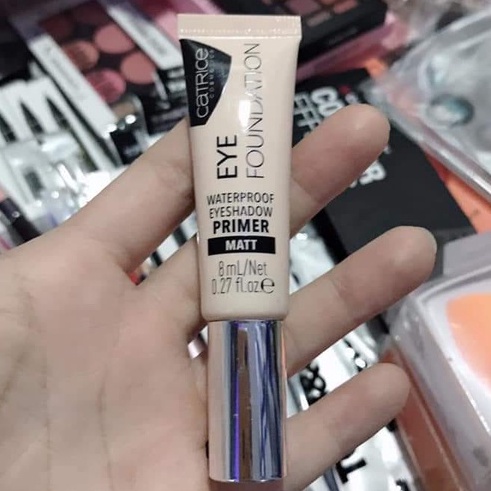 CATRICE
COSMETICS
EYE
FOUNDATION
WATERPROOF
EYESHADOW
PRIMER
MATT
8 mL/Net
0.27 fl.oz℮